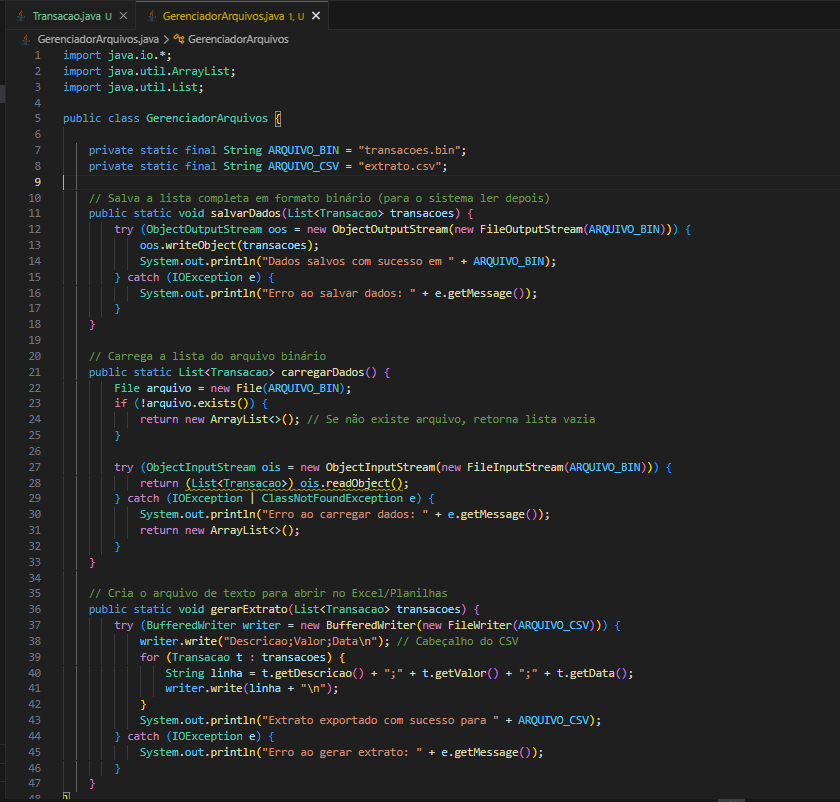 Transacao.java U
GerenciadorArquivos.java 1, U
GerenciadorArquivos.java > GerenciadorArquivos
1 import java.io.*;
2 import java.util.ArrayList;
3 import java.util.List;
4
5 public class GerenciadorArquivos {
6
7 private static final String ARQUIVO_BIN = "transacoes.bin";
8 private static final String ARQUIVO_CSV = "extrato.csv";
9
10 // Salva a lista completa em formato binário (para o sistema ler depois)
11 public static void salvarDados(List<Transacao> transacoes) {
12 try (ObjectOutputStream oos = new ObjectOutputStream(new FileOutputStream(ARQUIVO_BIN))) {
13 oos.writeObject(transacoes);
14 System.out.println("Dados salvos com sucesso em " + ARQUIVO_BIN);
15 } catch (IOException e) {
16 System.out.println("Erro ao salvar dados: " + e.getMessage());
17 }
18 }
19
20 // Carrega a lista do arquivo binário
21 public static List<Transacao> carregarDados() {
22 File arquivo = new File(ARQUIVO_BIN);
23 if (!arquivo.exists()) {
24 return new ArrayList<>(); // Se não existe arquivo, retorna lista vazia
25 }
26
27 try (ObjectInputStream ois = new ObjectInputStream(new FileInputStream(ARQUIVO_BIN))) {
28 return (List<Transacao>) ois.readObject();
29 } catch (IOException | ClassNotFoundException e) {
30 System.out.println("Erro ao carregar dados: " + e.getMessage());
31 return new ArrayList<>();
32 }
33 }
34
35 // Cria o arquivo de texto para abrir no Excel/Planilhas
36 public static void gerarExtrato(List<Transacao> transacoes) {
37 try (BufferedWriter writer = new BufferedWriter(new FileWriter(ARQUIVO_CSV))) {
38 writer.write("Descricao;Valor;Data\n"); // Cabeçalho do CSV
39 for (Transacao t : transacoes) {
40 String linha = t.getDescricao() + ";" + t.getValor() + ";" + t.getData();
41 writer.write(linha + "\n");
42 }
43 System.out.println("Extrato exportado com sucesso para " + ARQUIVO_CSV);
44 } catch (IOException e) {
45 System.out.println("Erro ao gerar extrato: " + e.getMessage());
46 }
47 }
48 }